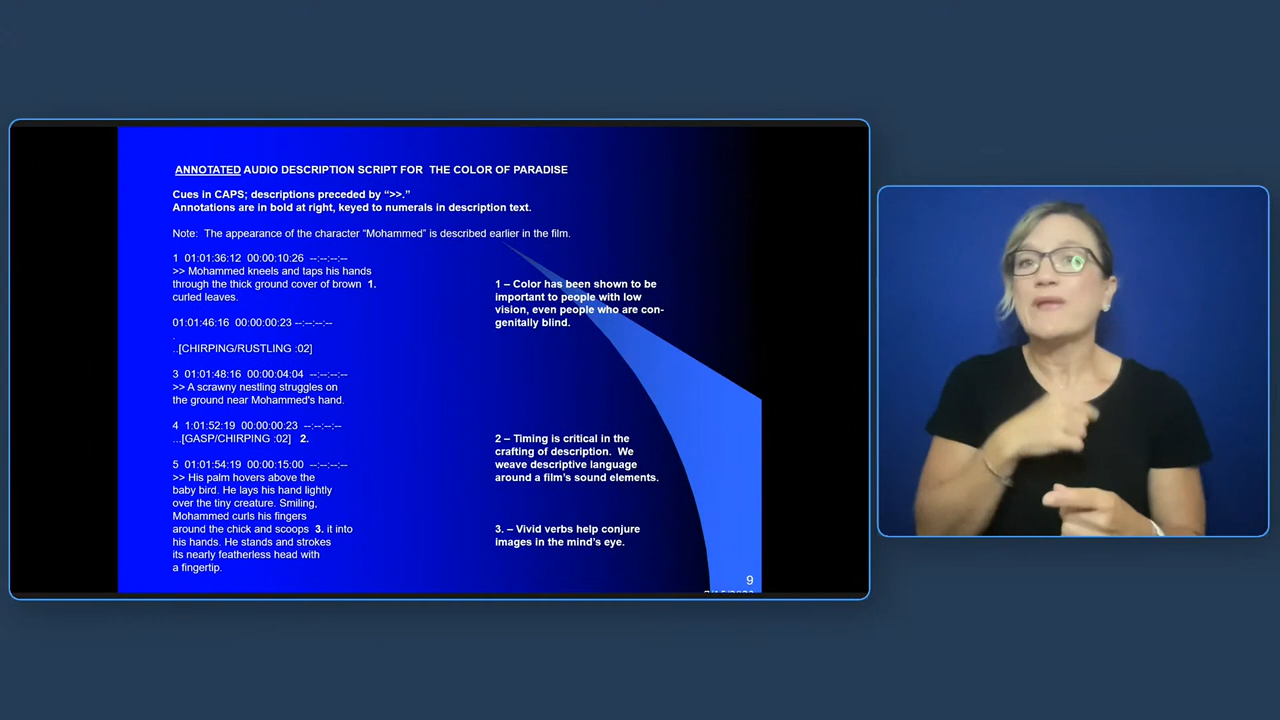 ANNOTATED AUDIO DESCRIPTION SCRIPT FOR THE COLOR OF PARADISE
Cues in CAPS; descriptions preceded by “>>.”
Annotations are in bold at right, keyed to numerals in description text.
Note: The appearance of the character “Mohammed” is described earlier in the film.
1 01:01:36:12 00:00:10:26 --:--:--:--
>> Mohammed kneels and taps his hands
through the thick ground cover of brown 1.
curled leaves.
01:01:46:16 00:00:00:23 --:--:--:--
.
..[CHIRPING/RUSTLING :02]
3 01:01:48:16 00:00:04:04 --:--:--:--
>> A scrawny nestling struggles on
the ground near Mohammed's hand.
4 1:01:52:19 00:00:00:23 --:--:--:--
...[GASP/CHIRPING :02] 2.
5 01:01:54:19 00:00:15:00 --:--:--:--
>> His palm hovers above the
baby bird. He lays his hand lightly
over the tiny creature. Smiling,
Mohammed curls his fingers
around the chick and scoops 3. it into
his hands. He stands and strokes
its nearly featherless head with
a fingertip.
1 – Color has been shown to be
important to people with low
vision, even people who are con-
genitally blind.
2 – Timing is critical in the
crafting of description. We
weave descriptive language
around a film’s sound elements.
3. – Vivid verbs help conjure
images in the mind’s eye.
9